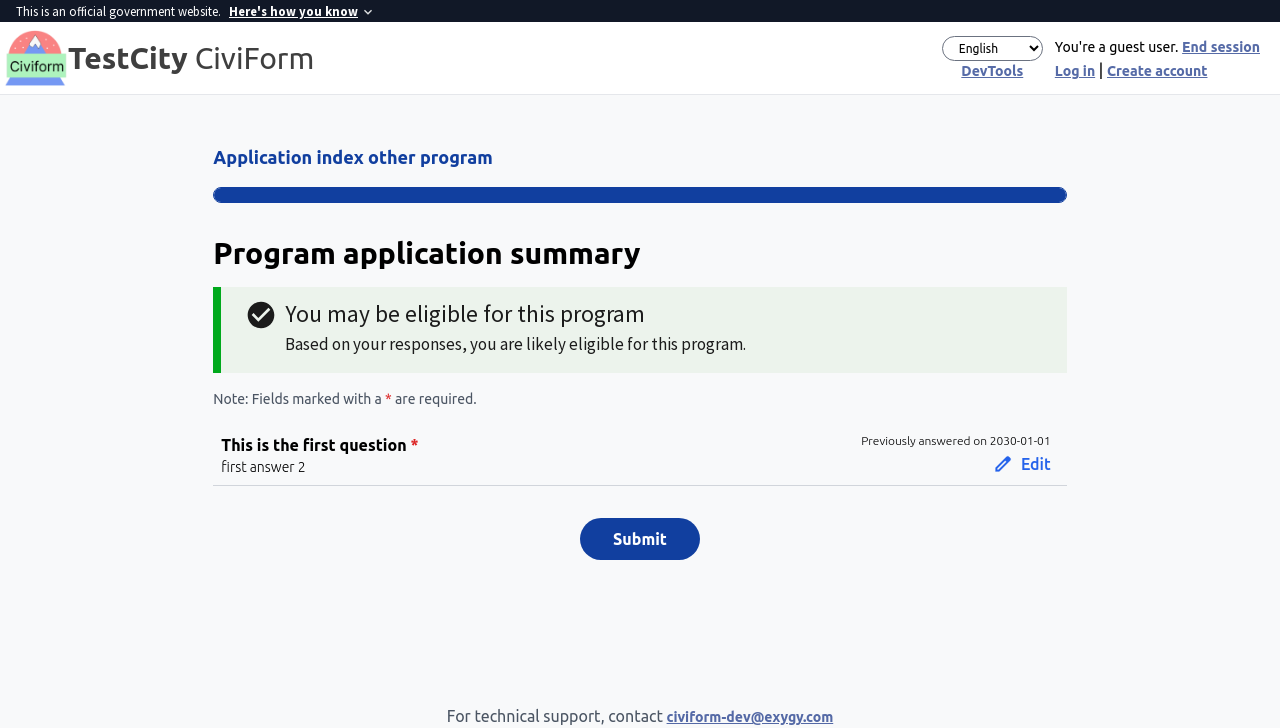 This is an official government website. Here's how you know
Civiform
TestCity CiviForm
English
You're a guest user. End session
DevTools
Log in | Create account
Application index other program
Program application summary
You may be eligible for this program
Based on your responses, you are likely eligible for this program.
Note: Fields marked with a * are required.
This is the first question *
first answer 2
Previously answered on 2030-01-01
Edit
Submit
For technical support, contact civiform-dev@exygy.com